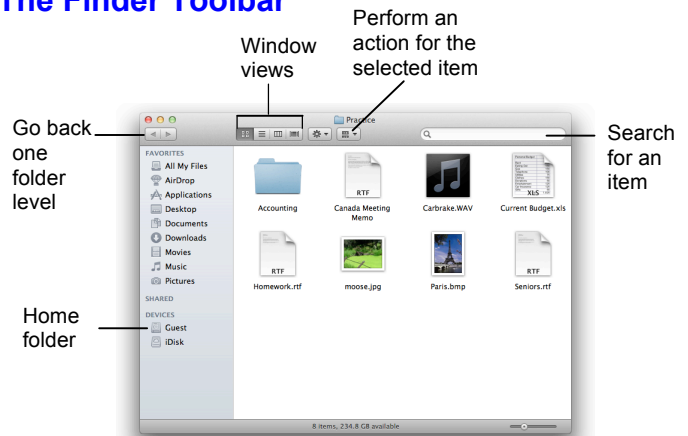 The Finder Toolbar
Perform an
action for the
selected item
Window
views
Go back
one
folder
level
Search
for an
item
Home
folder
Practice
FAVORITES
All My Files
AirDrop
Applications
Desktop
Documents
Downloads
Movies
Music
Pictures
SHARED
DEVICES
Guest
iDisk
RTF
XLS
Accounting
Canada Meeting
Memo
Carbrake.WAV
Current Budget.xls
RTF
RTF
Homework.rtf
moose.jpg
Paris.bmp
Seniors.rtf
8 items, 234.8 GB available